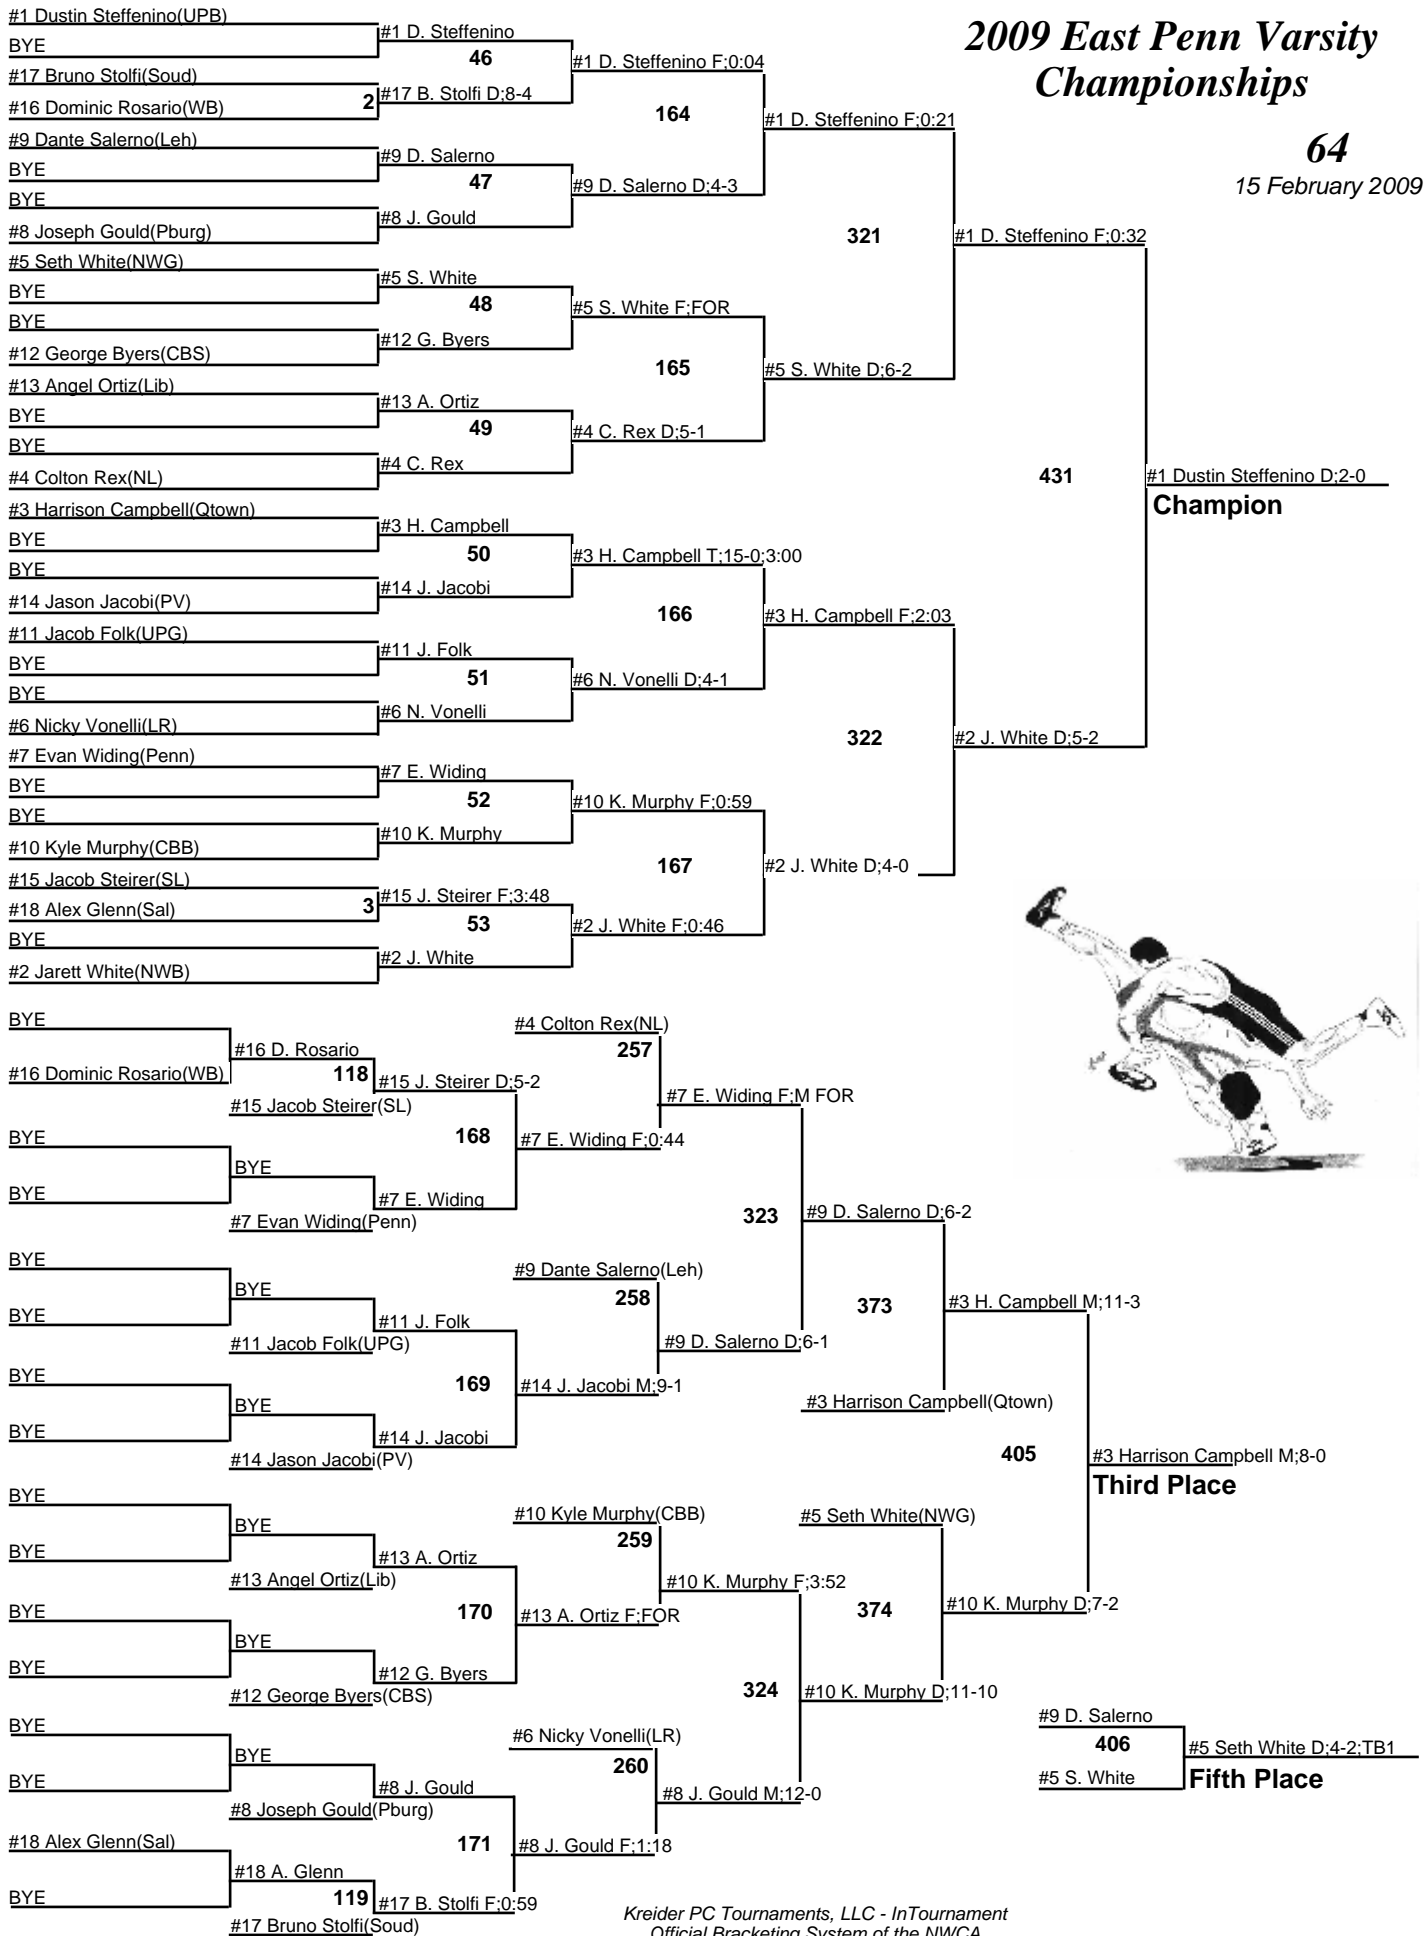 2009 East Penn Varsity
Championships
64
15 February 2009
#1 Dustin Steffenino(UPB)
BYE
#17 Bruno Stolfi(Soud)
#16 Dominic Rosario(WB)
2
#9 Dante Salerno(Leh)
BYE
BYE
#8 Joseph Gould(Pburg)
#5 Seth White(NWG)
BYE
BYE
#12 George Byers(CBS)
#13 Angel Ortiz(Lib)
BYE
BYE
#4 Colton Rex(NL)
#3 Harrison Campbell(Qtown)
BYE
BYE
#14 Jason Jacobi(PV)
#11 Jacob Folk(UPG)
BYE
BYE
#6 Nicky Vonelli(LR)
#7 Evan Widing(Penn)
BYE
BYE
#10 Kyle Murphy(CBB)
#15 Jacob Steirer(SL)
#18 Alex Glenn(Sal)
3
BYE
#2 Jarett White(NWB)
#1 D. Steffenino
46
#17 B. Stolfi D;8-4
#9 D. Salerno
47
#8 J. Gould
#5 S. White
48
#12 G. Byers
#13 A. Ortiz
49
#4 C. Rex
#3 H. Campbell
50
#14 J. Jacobi
#11 J. Folk
51
#6 N. Vonelli
#7 E. Widing
52
#10 K. Murphy
#15 J. Steirer F;3:48
53
#2 J. White
#1 D. Steffenino F;0:04
164
#9 D. Salerno D;4-3
#5 S. White F;FOR
165
#4 C. Rex D;5-1
#3 H. Campbell T;15-0;3:00
166
#6 N. Vonelli D;4-1
#10 K. Murphy F;0:59
167
#2 J. White F;0:46
#1 D. Steffenino F;0:21
321
#5 S. White D;6-2
#3 H. Campbell F;2:03
322
#2 J. White D;4-0
#1 D. Steffenino F;0:32
431
#2 J. White D;5-2
#1 Dustin Steffenino D;2-0
Champion
BYE
#16 Dominic Rosario(WB)
BYE
BYE
BYE
BYE
BYE
BYE
BYE
BYE
BYE
BYE
BYE
BYE
#18 Alex Glenn(Sal)
BYE
#16 D. Rosario
118
#15 Jacob Steirer(SL)
BYE
#7 Evan Widing(Penn)
BYE
#11 Jacob Folk(UPG)
BYE
#14 Jason Jacobi(PV)
BYE
#13 Angel Ortiz(Lib)
BYE
#12 George Byers(CBS)
BYE
#8 Joseph Gould(Pburg)
#18 A. Glenn
119
#17 Bruno Stolfi(Soud)
#15 J. Steirer D;5-2
168
#7 E. Widing
#11 J. Folk
169
#14 J. Jacobi
#13 A. Ortiz
170
#12 G. Byers
#8 J. Gould
171
#17 B. Stolfi F;0:59
#4 Colton Rex(NL)
257
#7 E. Widing F;0:44
#9 Dante Salerno(Leh)
258
#14 J. Jacobi M;9-1
#10 Kyle Murphy(CBB)
259
#13 A. Ortiz F;FOR
#6 Nicky Vonelli(LR)
260
#8 J. Gould F;1:18
#7 E. Widing F;M FOR
323
#9 D. Salerno D;6-1
#10 K. Murphy F;3:52
324
#8 J. Gould M;12-0
#9 D. Salerno D;6-2
373
#3 Harrison Campbell(Qtown)
#5 Seth White(NWG)
374
#10 K. Murphy D;11-10
#3 H. Campbell M;11-3
405
#10 K. Murphy D;7-2
#3 Harrison Campbell M;8-0
Third Place
#9 D. Salerno
406
#5 S. White
#5 Seth White D;4-2;TB1
Fifth Place
Kreider PC Tournaments, LLC - InTournament
Official Bracketing System of the NWCA